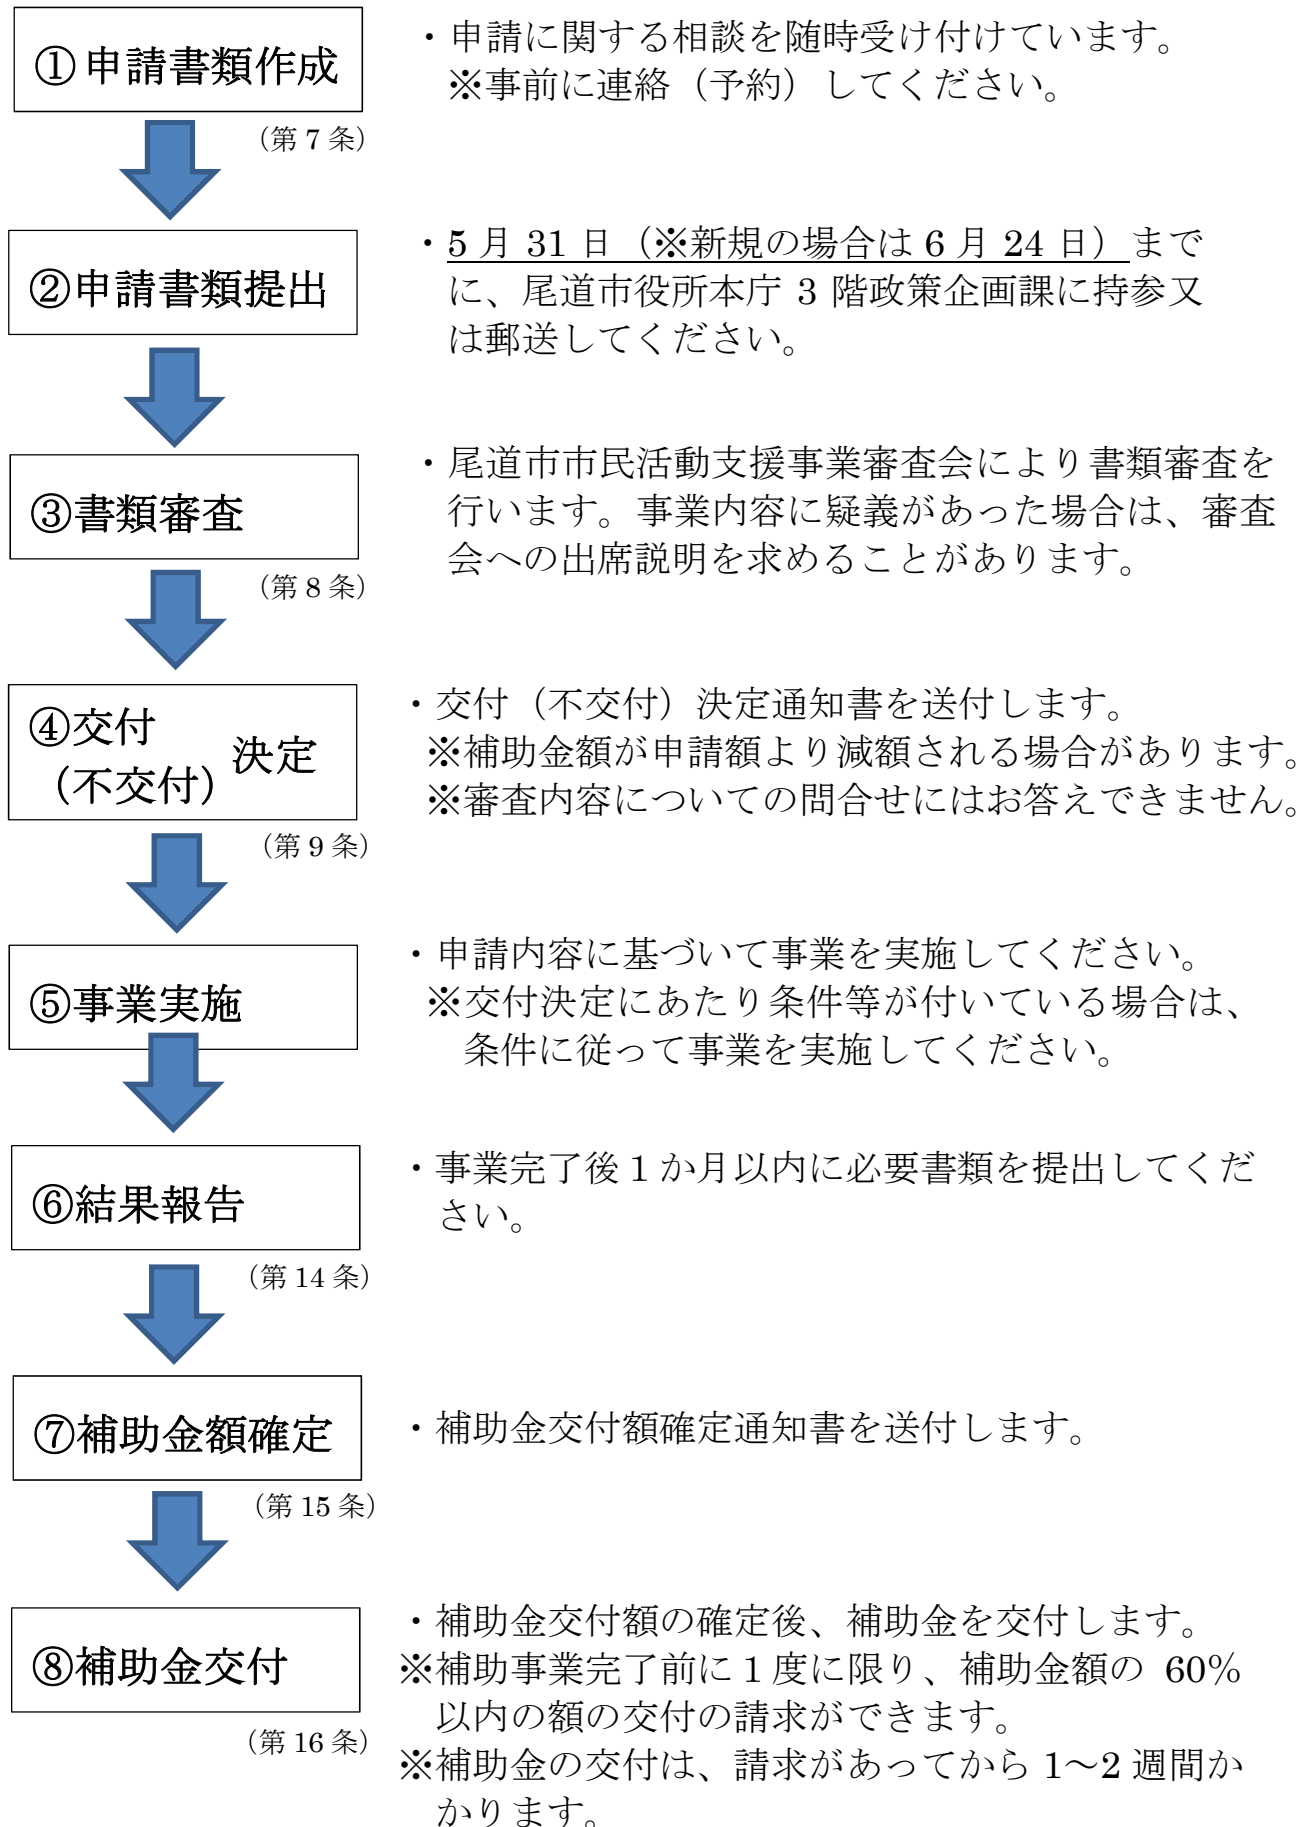 ①申請書類作成
・申請に関する相談を随時受け付けています。
※事前に連絡（予約）してください。
（第 7 条）
②申請書類提出
・5 月 31 日（※新規の場合は 6 月 24 日）まで
に、尾道市役所本庁 3 階政策企画課に持参又
は郵送してください。
③書類審査
・尾道市市民活動支援事業審査会により書類審査を
行います。事業内容に疑義があった場合は、審査
会への出席説明を求めることがあります。
（第 8 条）
④交付
（不交付）
決定
・交付（不交付）決定通知書を送付します。
※補助金額が申請額より減額される場合があります。
※審査内容についての問合せにはお答えできません。
（第 9 条）
⑤事業実施
・申請内容に基づいて事業を実施してください。
※交付決定にあたり条件等が付いている場合は、
条件に従って事業を実施してください。
⑥結果報告
・事業完了後 1 か月以内に必要書類を提出してくだ
さい。
（第 14 条）
⑦補助金額確定
・補助金交付額確定通知書を送付します。
（第 15 条）
⑧補助金交付
・補助金交付額の確定後、補助金を交付します。
※補助事業完了前に 1 度に限り、補助金額の 60％
以内の額の交付の請求ができます。
（第 16 条）
※補助金の交付は、請求があってから 1～2 週間か
かります。